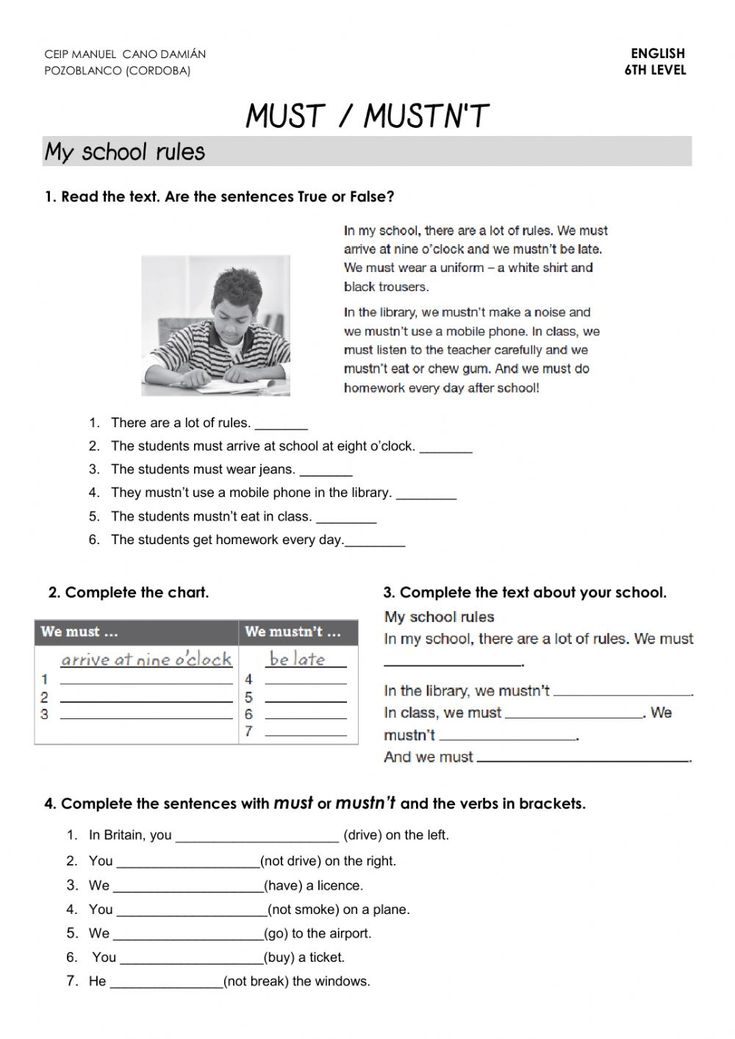 CEIP MANUEL CANO DAMIÁN
POZOBLANCO (CORDOBA)
ENGLISH
6TH LEVEL
MUST / MUSTN'T
My school rules
1. Read the text. Are the sentences True or False?
In my school, there are a lot of rules. We must
arrive at nine o'clock and we mustn't be late.
We must wear a uniform – a white shirt and
black trousers.
In the library, we mustn't make a noise and
we mustn't use a mobile phone. In class, we
must listen to the teacher carefully and we
mustn't eat or chew gum. And we must do
homework every day after school!
1. There are a lot of rules. _______
2. The students must arrive at school at eight o'clock. _______
3. The students must wear jeans. _______
4. They mustn't use a mobile phone in the library. ________
5. The students mustn't eat in class. ________
6. The students get homework every day.________
2. Complete the chart.
We must ... We mustn't ...
arrive at nine o'clock be late
1 ____________ 4 ____________
2 ____________ 5 ____________
3 ____________ 6 ____________
7 ____________
3. Complete the text about your school.
My school rules
In my school, there are a lot of rules. We must
____________________.
In the library, we mustn't ____________________.
In class, we must ____________________. We
mustn't ____________________.
And we must ______________________________.
4. Complete the sentences with must or mustn't and the verbs in brackets.
1. In Britain, you ______________________ (drive) on the left.
2. You ___________________(not drive) on the right.
3. We ____________________(have) a licence.
4. You ____________________(not smoke) on a plane.
5. We ____________________(go) to the airport.
6. You ___________________(buy) a ticket.
7. He _______________(not break) the windows.